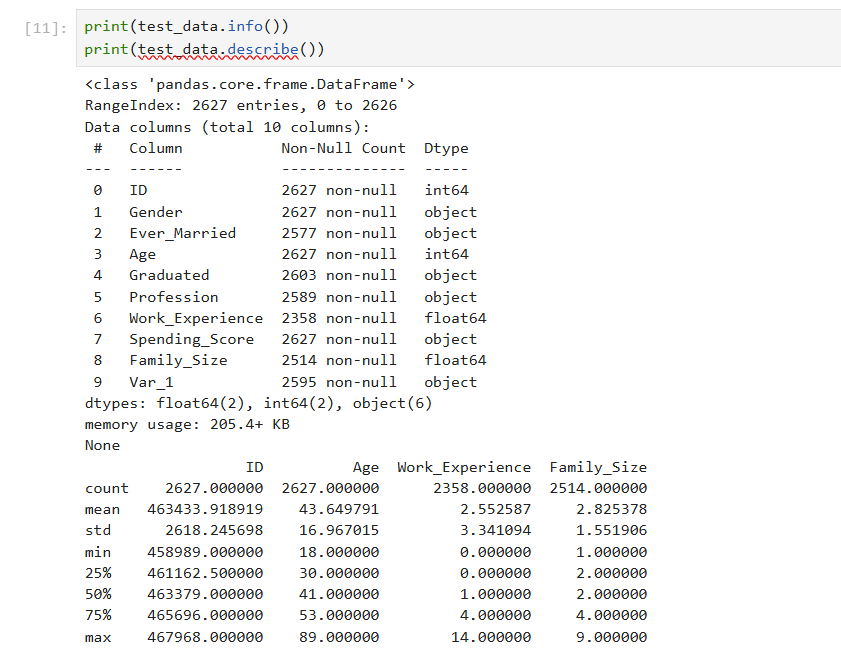 [11]:
print(test_data.info())
print(test_data.describe())
<class 'pandas.core.frame.DataFrame'>
RangeIndex: 2627 entries, 0 to 2626
Data columns (total 10 columns):
 #   Column           Non-Null Count  Dtype
---  ------           --------------  -----
 0   ID               2627 non-null   int64
 1   Gender           2627 non-null   object
 2   Ever_Married     2577 non-null   object
 3   Age              2627 non-null   int64
 4   Graduated        2603 non-null   object
 5   Profession       2589 non-null   object
 6   Work_Experience  2358 non-null   float64
 7   Spending_Score   2627 non-null   object
 8   Family_Size      2514 non-null   float64
 9   Var_1            2595 non-null   object
dtypes: float64(2), int64(2), object(6)
memory usage: 205.4+ KB
None
                  ID          Age  Work_Experience  Family_Size
count    2627.000000  2627.000000      2358.000000  2514.000000
mean   463433.918919    43.649791         2.552587     2.825378
std      2618.245698    16.967015         3.341094     1.551906
min    458989.000000    18.000000         0.000000     1.000000
25%    461162.500000    30.000000         0.000000     2.000000
50%    463379.000000    41.000000         1.000000     2.000000
75%    465696.000000    53.000000         4.000000     4.000000
max    467968.000000    89.000000        14.000000     9.000000